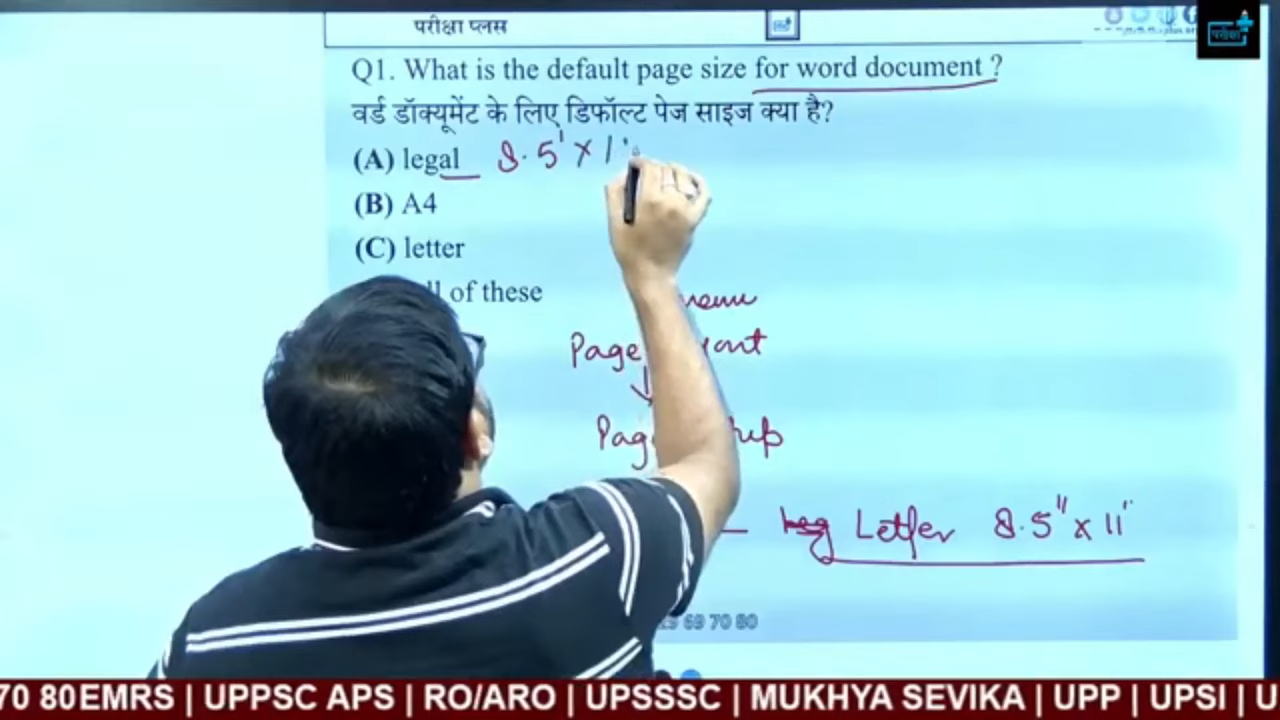 परीक्षा प्लस
परीक्षा
Q1. What is the default page size for word document ?
वर्ड डॉक्यूमेंट के लिए डिफॉल्ट पेज साइज क्या है?
(A) legal 8.5' × 1
(B) A4
(C) letter
of these
Page
Pag
Letter 8.5" × 11'
69 70 80
70 80EMRS | UPPSC APS | RO/ARO | UPSSSC | MUKHYA SEVIKA | UPP | UPSI | U